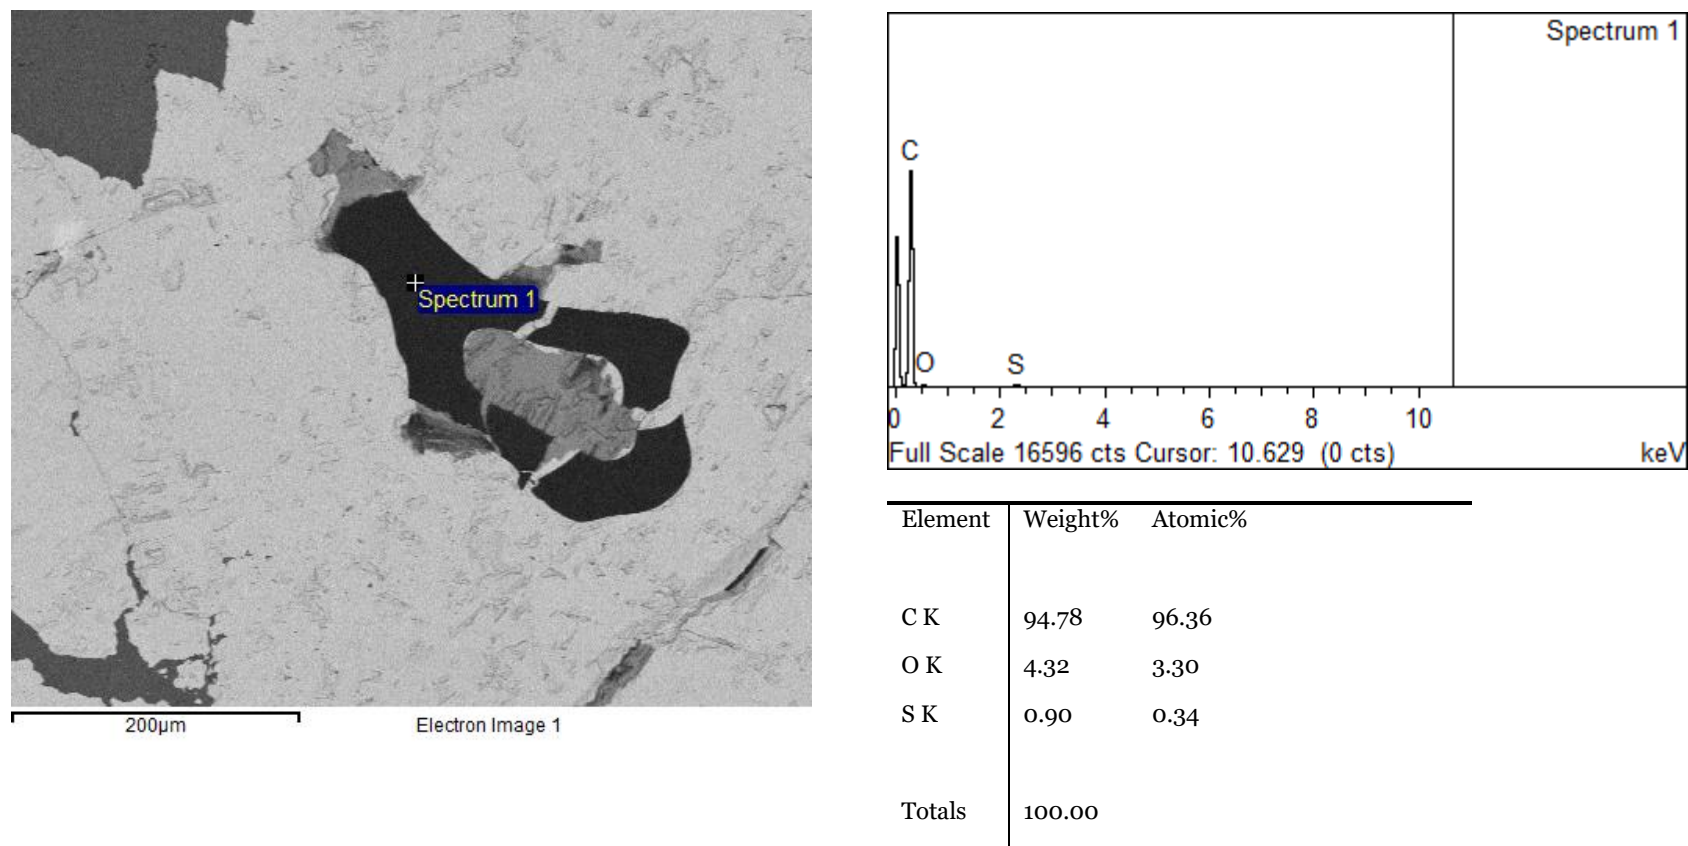 Spectrum 1
200μm
Electron Image 1
Spectrum 1
C
O
S
0 2 4 6 8 10
Full Scale 16596 cts Cursor: 10.629 (0 cts) keV
Element Weight% Atomic%
C K 94.78 96.36
O K 4.32 3.30
S K 0.90 0.34
Totals 100.00